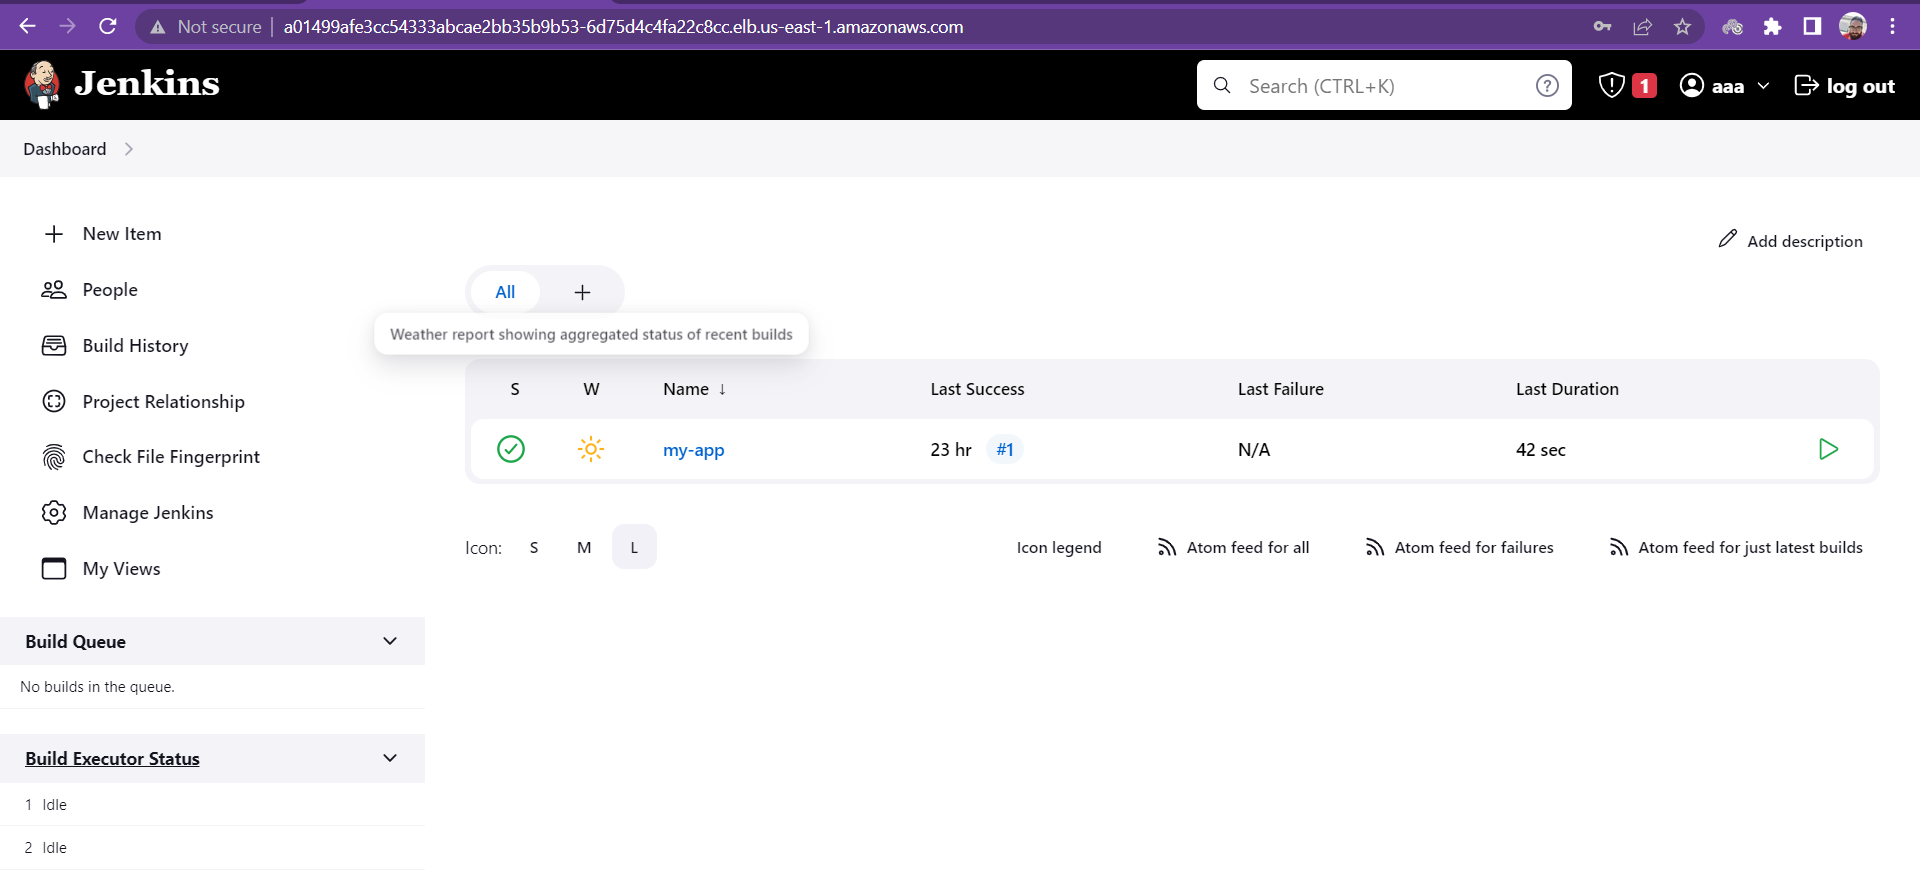 Not secure | a01499afe3cc54333abcae2bb35b9b53-6d75d4c4fa22c8cc.elb.us-east-1.amazonaws.com
Jenkins
Search (CTRL+K)
?
1
aaa
log out
Dashboard
New Item
People
Build History
Project Relationship
Check File Fingerprint
Manage Jenkins
My Views
Build Queue
No builds in the queue.
Build Executor Status
1 Idle
2 Idle
Add description
All +
Weather report showing aggregated status of recent builds
S W Name ↓ Last Success Last Failure Last Duration
my-app 23 hr #1 N/A 42 sec
Icon: S M L Icon legend Atom feed for all Atom feed for failures Atom feed for just latest builds